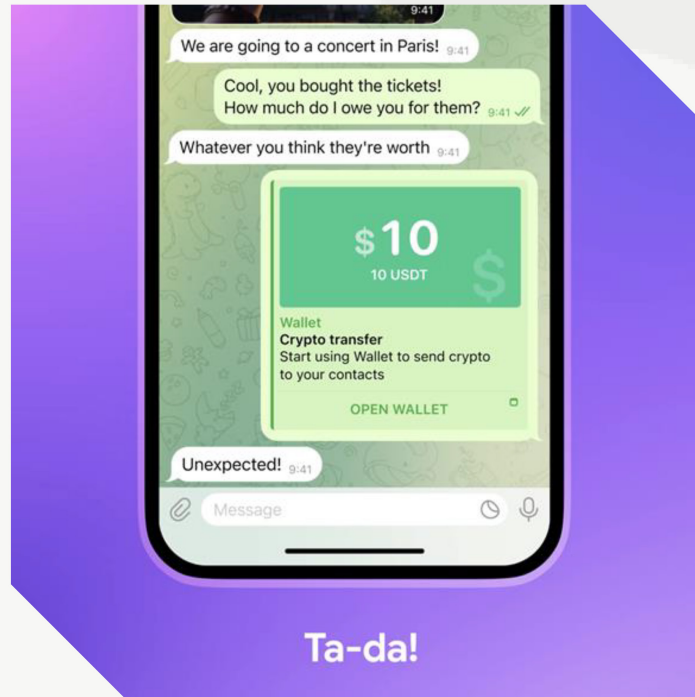 9:41
We are going to a concert in Paris! 9:41
Cool, you bought the tickets!
How much do I owe you for them? 9:41
Whatever you think they're worth 9:41
$10
10 USDT
$
Wallet
Crypto transfer
Start using Wallet to send crypto
to your contacts
OPEN WALLET
Unexpected! 9:41
Message
Ta-da!